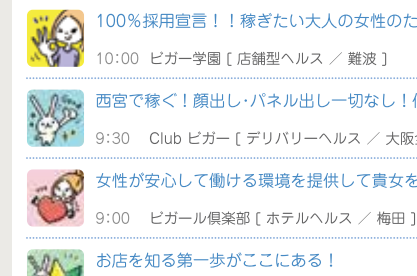 100％採用宣言！！稼ぎたい大人の女性のた
10:00 ビガー学園 [ 店舗型ヘルス ／ 難波 ]
西宮で稼ぐ！顔出し･パネル出し一切なし！
9:30 Club ビガー [ デリバリーヘルス ／ 大阪
女性が安心して働ける環境を提供して貴女を
9:00 ビガール倶楽部 [ ホテルヘルス ／ 梅田 ]
お店を知る第一歩がここにある！